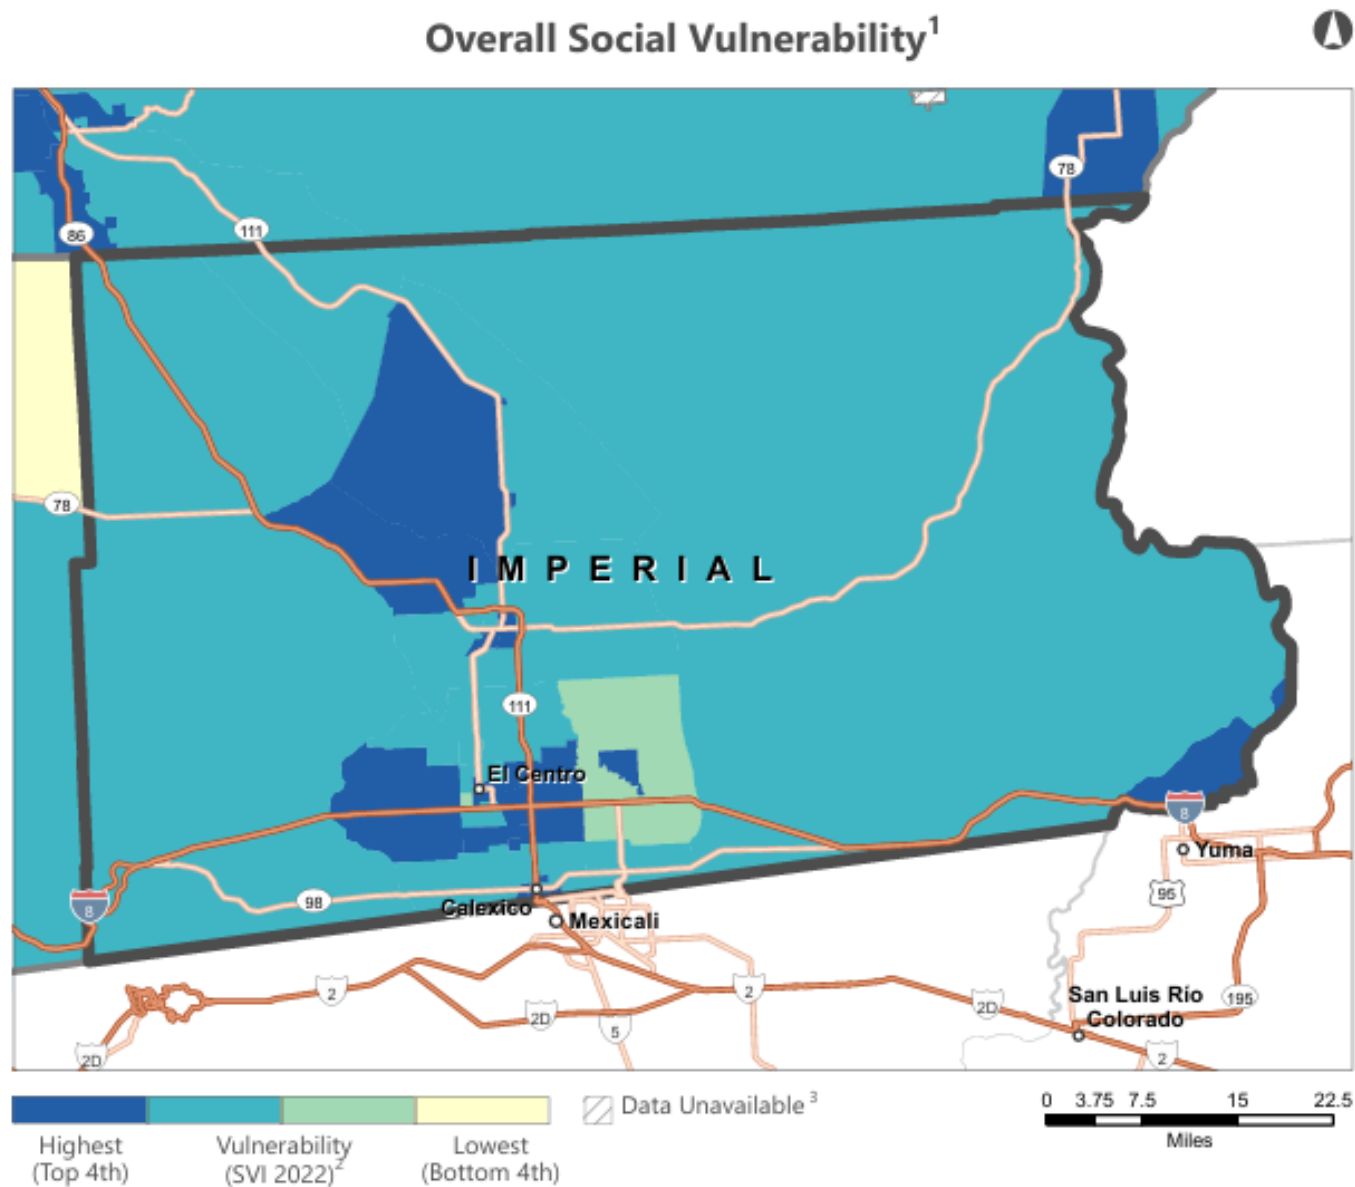 Overall Social Vulnerability1
78
86
111
78
I M P E R I A L
111
El Centro
8
Yuma
95
98
8
Calexico
Mexicali
2
2
2D
San Luis Río
Colorado
195
2D
5
2D
2
Data Unavailable3
0 3.75 7.5 15 22.5
Miles
Highest
(Top 4th)
Vulnerability
(SVI 2022)2
Lowest
(Bottom 4th)